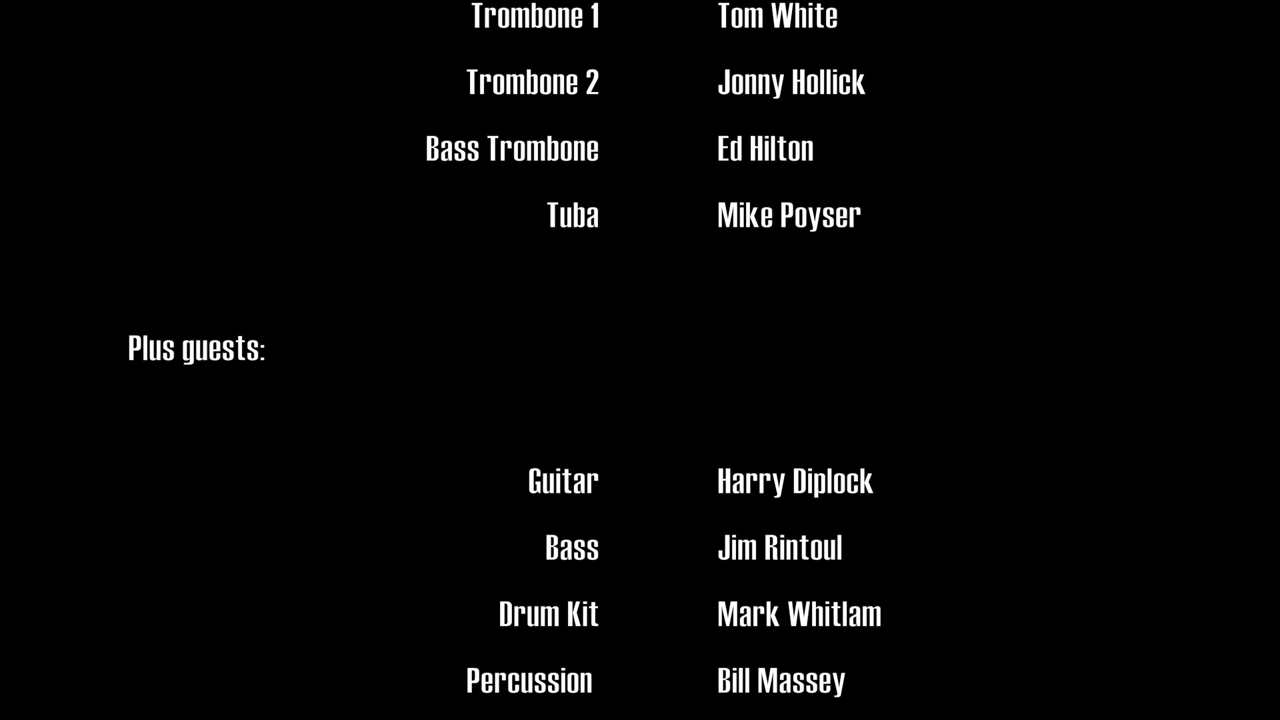 Trombone 1 Tom White
Trombone 2 Jonny Hollick
Bass Trombone Ed Hilton
Tuba Mike Poyser
Plus guests:
Guitar Harry Diplock
Bass Jim Rintoul
Drum Kit Mark Whitlam
Percussion Bill Massey